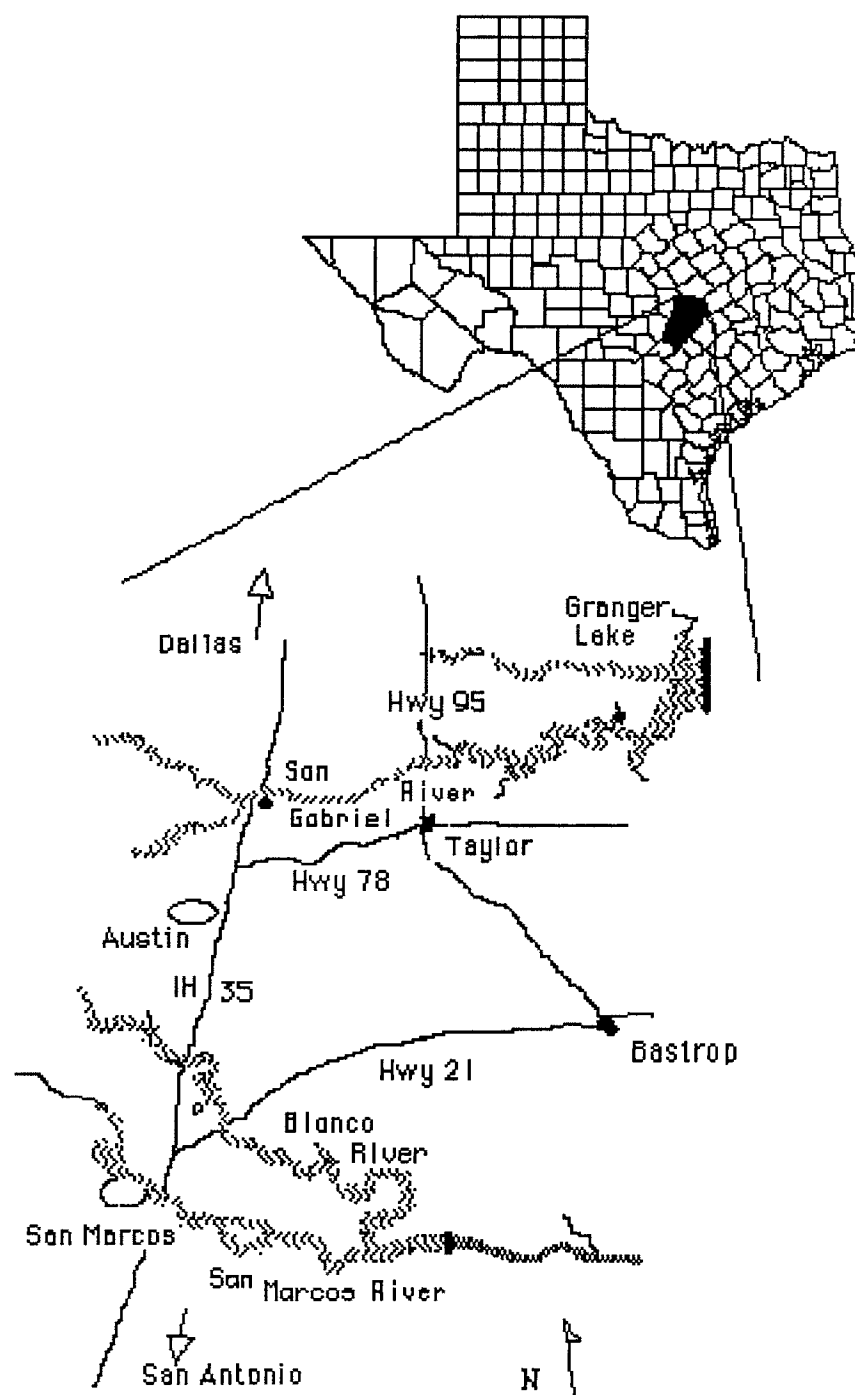 Granger
Lake
Dallas
Hwy 95
San
River
Gabriel
Taylor
Hwy 78
Austin
IH 35
Bastrop
Hwy 21
Blanco
River
San Marcos
San Marcos River
San Antonio
N